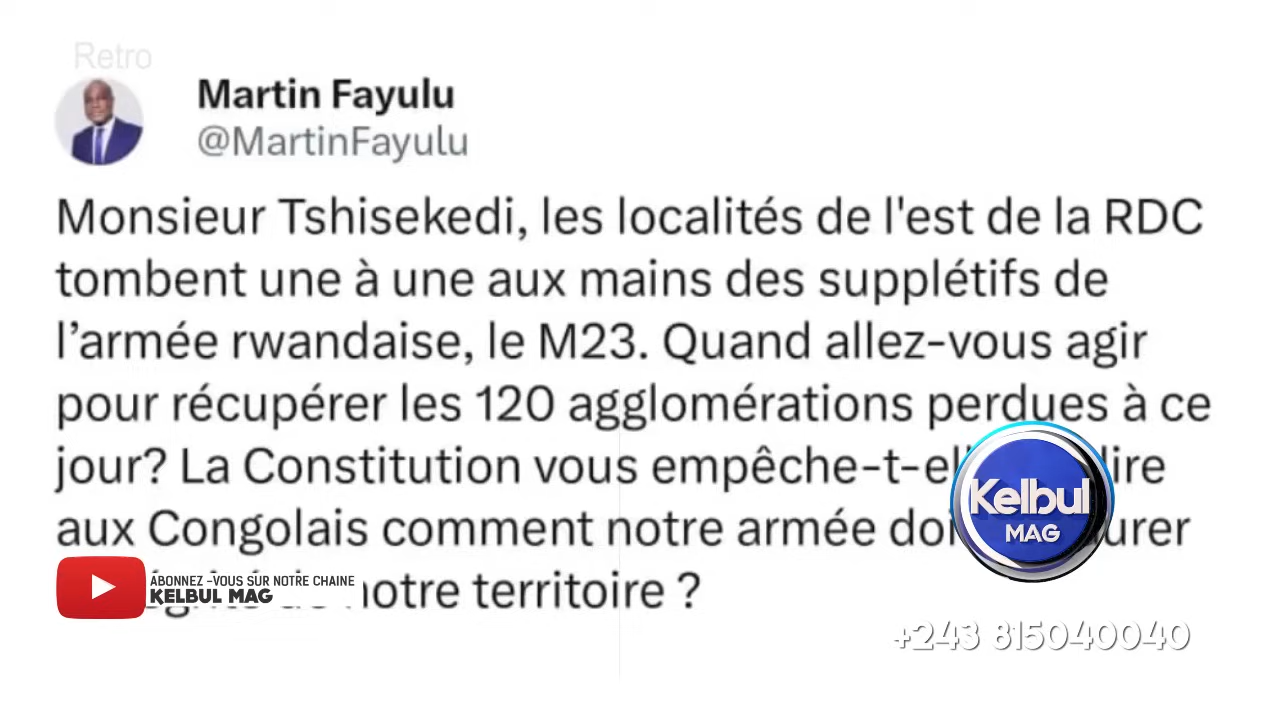 Retro
Martin Fayulu
@MartinFayulu
Monsieur Tshisekedi, les localités de l'est de la RDC
tombent une à une aux mains des supplétifs de
l’armée rwandaise, le M23. Quand allez-vous agir
pour récupérer les 120 agglomérations perdues à ce
jour? La Constitution vous
aux Congolais comment notre armée
notre territoire ?
Kelbul
MAG
ABONNEZ -VOUS SUR NOTRE CHAINE
KELBUL MAG
+243 815040040